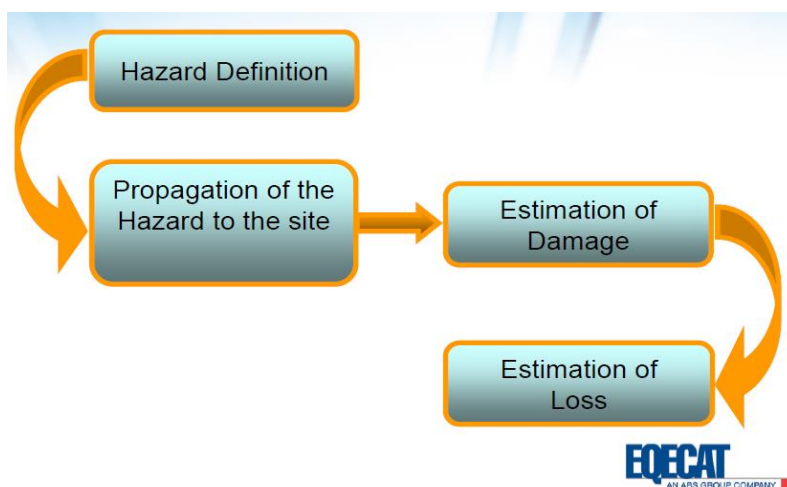 Hazard Definition
Propagation of the
Hazard to the site
Estimation of
Damage
Estimation of
Loss
EQECAT
AN ABS GROUP COMPANY